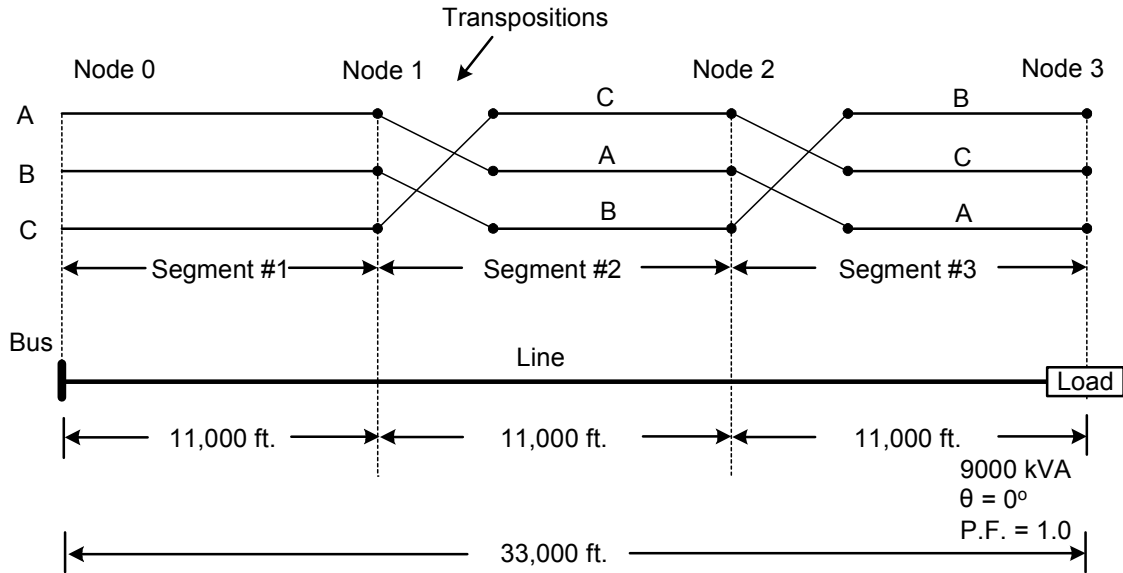 Transpositions
Node 0 Node 1 Node 2 Node 3
A C B
B A C
C B A
Segment #1 Segment #2 Segment #3
Bus
Line
Load
11,000 ft. 11,000 ft. 11,000 ft.
9000 kVA
θ = 0º
P.F. = 1.0
33,000 ft.